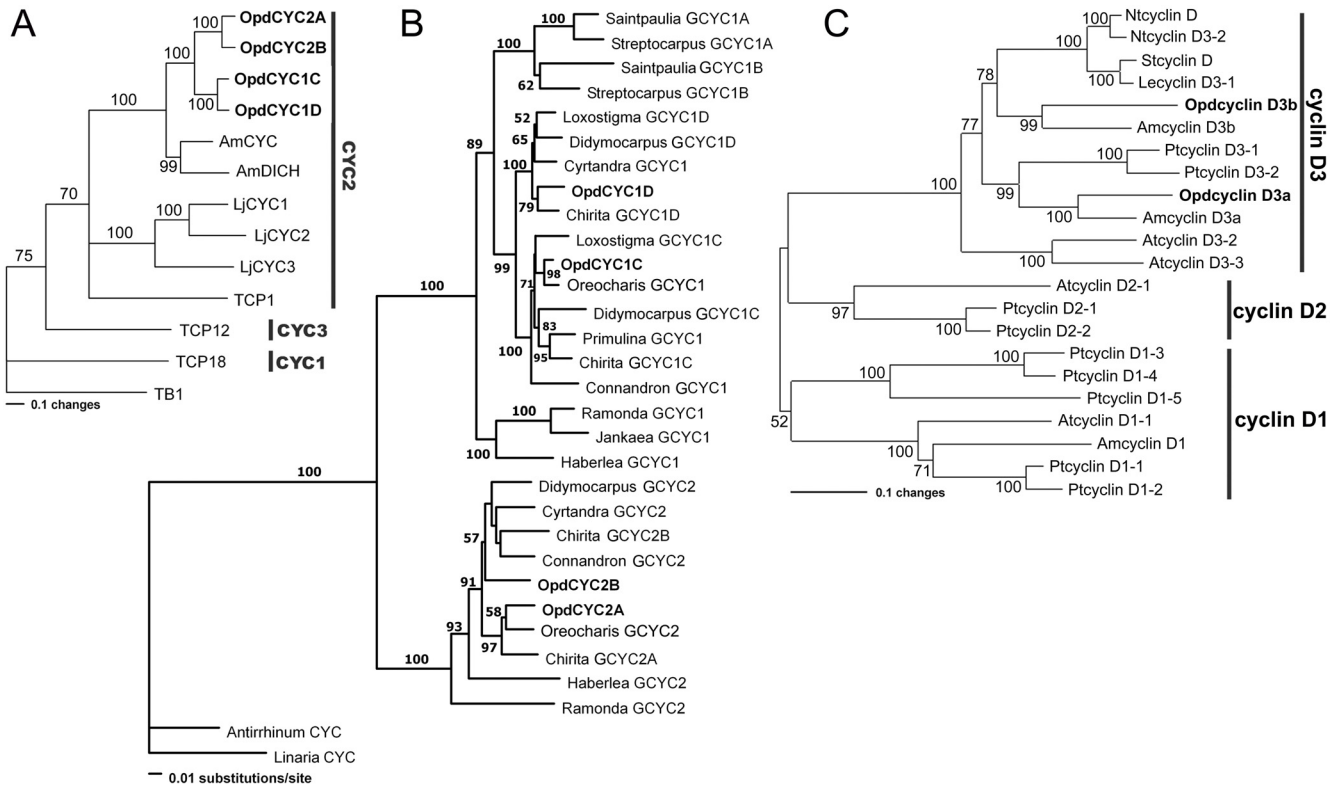 A
100
OpdCYC2A
OpdCYC2B
100
OpdCYC1C
100
OpdCYC1D
100
AmCYC
99
AmDICH
70
LjCYC1
100
LjCYC2
100
LjCYC3
75
TCP1
TCP12
TCP18
TB1
CYC2
CYC3
CYC1
0.1 changes
B
100
Saintpaulia GCYC1A
Streptocarpus GCYC1A
100
Saintpaulia GCYC1B
62
Streptocarpus GCYC1B
89
52
Loxostigma GCYC1D
65
Didymocarpus GCYC1D
100
Cyrtandra GCYC1
OpdCYC1D
79
Chirita GCYC1D
99
Loxostigma GCYC1C
OpdCYC1C
98
71
Oreocharis GCYC1
Didymocarpus GCYC1C
83
Primulina GCYC1
95
Chirita GCYC1C
100
Connandron GCYC1
100
100
Ramonda GCYC1
Jankaea GCYC1
100
Haberlea GCYC1
100
Didymocarpus GCYC2
Cyrtandra GCYC2
57
Chirita GCYC2B
Connandron GCYC2
91
OpdCYC2B
58
OpdCYC2A
93
Oreocharis GCYC2
97
Chirita GCYC2A
100
Haberlea GCYC2
Ramonda GCYC2
Antirrhinum CYC
Linaria CYC
0.01 substitutions/site
C
100
Ntcyclin D
Ntcyclin D3-2
100
Stcyclin D
100
Lecyclin D3-1
78
Opdcyclin D3b
99
Amcyclin D3b
77
100
Ptcyclin D3-1
Ptcyclin D3-2
99
Opdcyclin D3a
100
Amcyclin D3a
100
Atcyclin D3-2
100
Atcyclin D3-3
Atcyclin D2-1
97
Ptcyclin D2-1
100
Ptcyclin D2-2
100
Ptcyclin D1-3
100
Ptcyclin D1-4
Ptcyclin D1-5
52
Atcyclin D1-1
100
Amcyclin D1
71
Ptcyclin D1-1
100
Ptcyclin D1-2
cyclin D3
cyclin D2
cyclin D1
0.1 changes